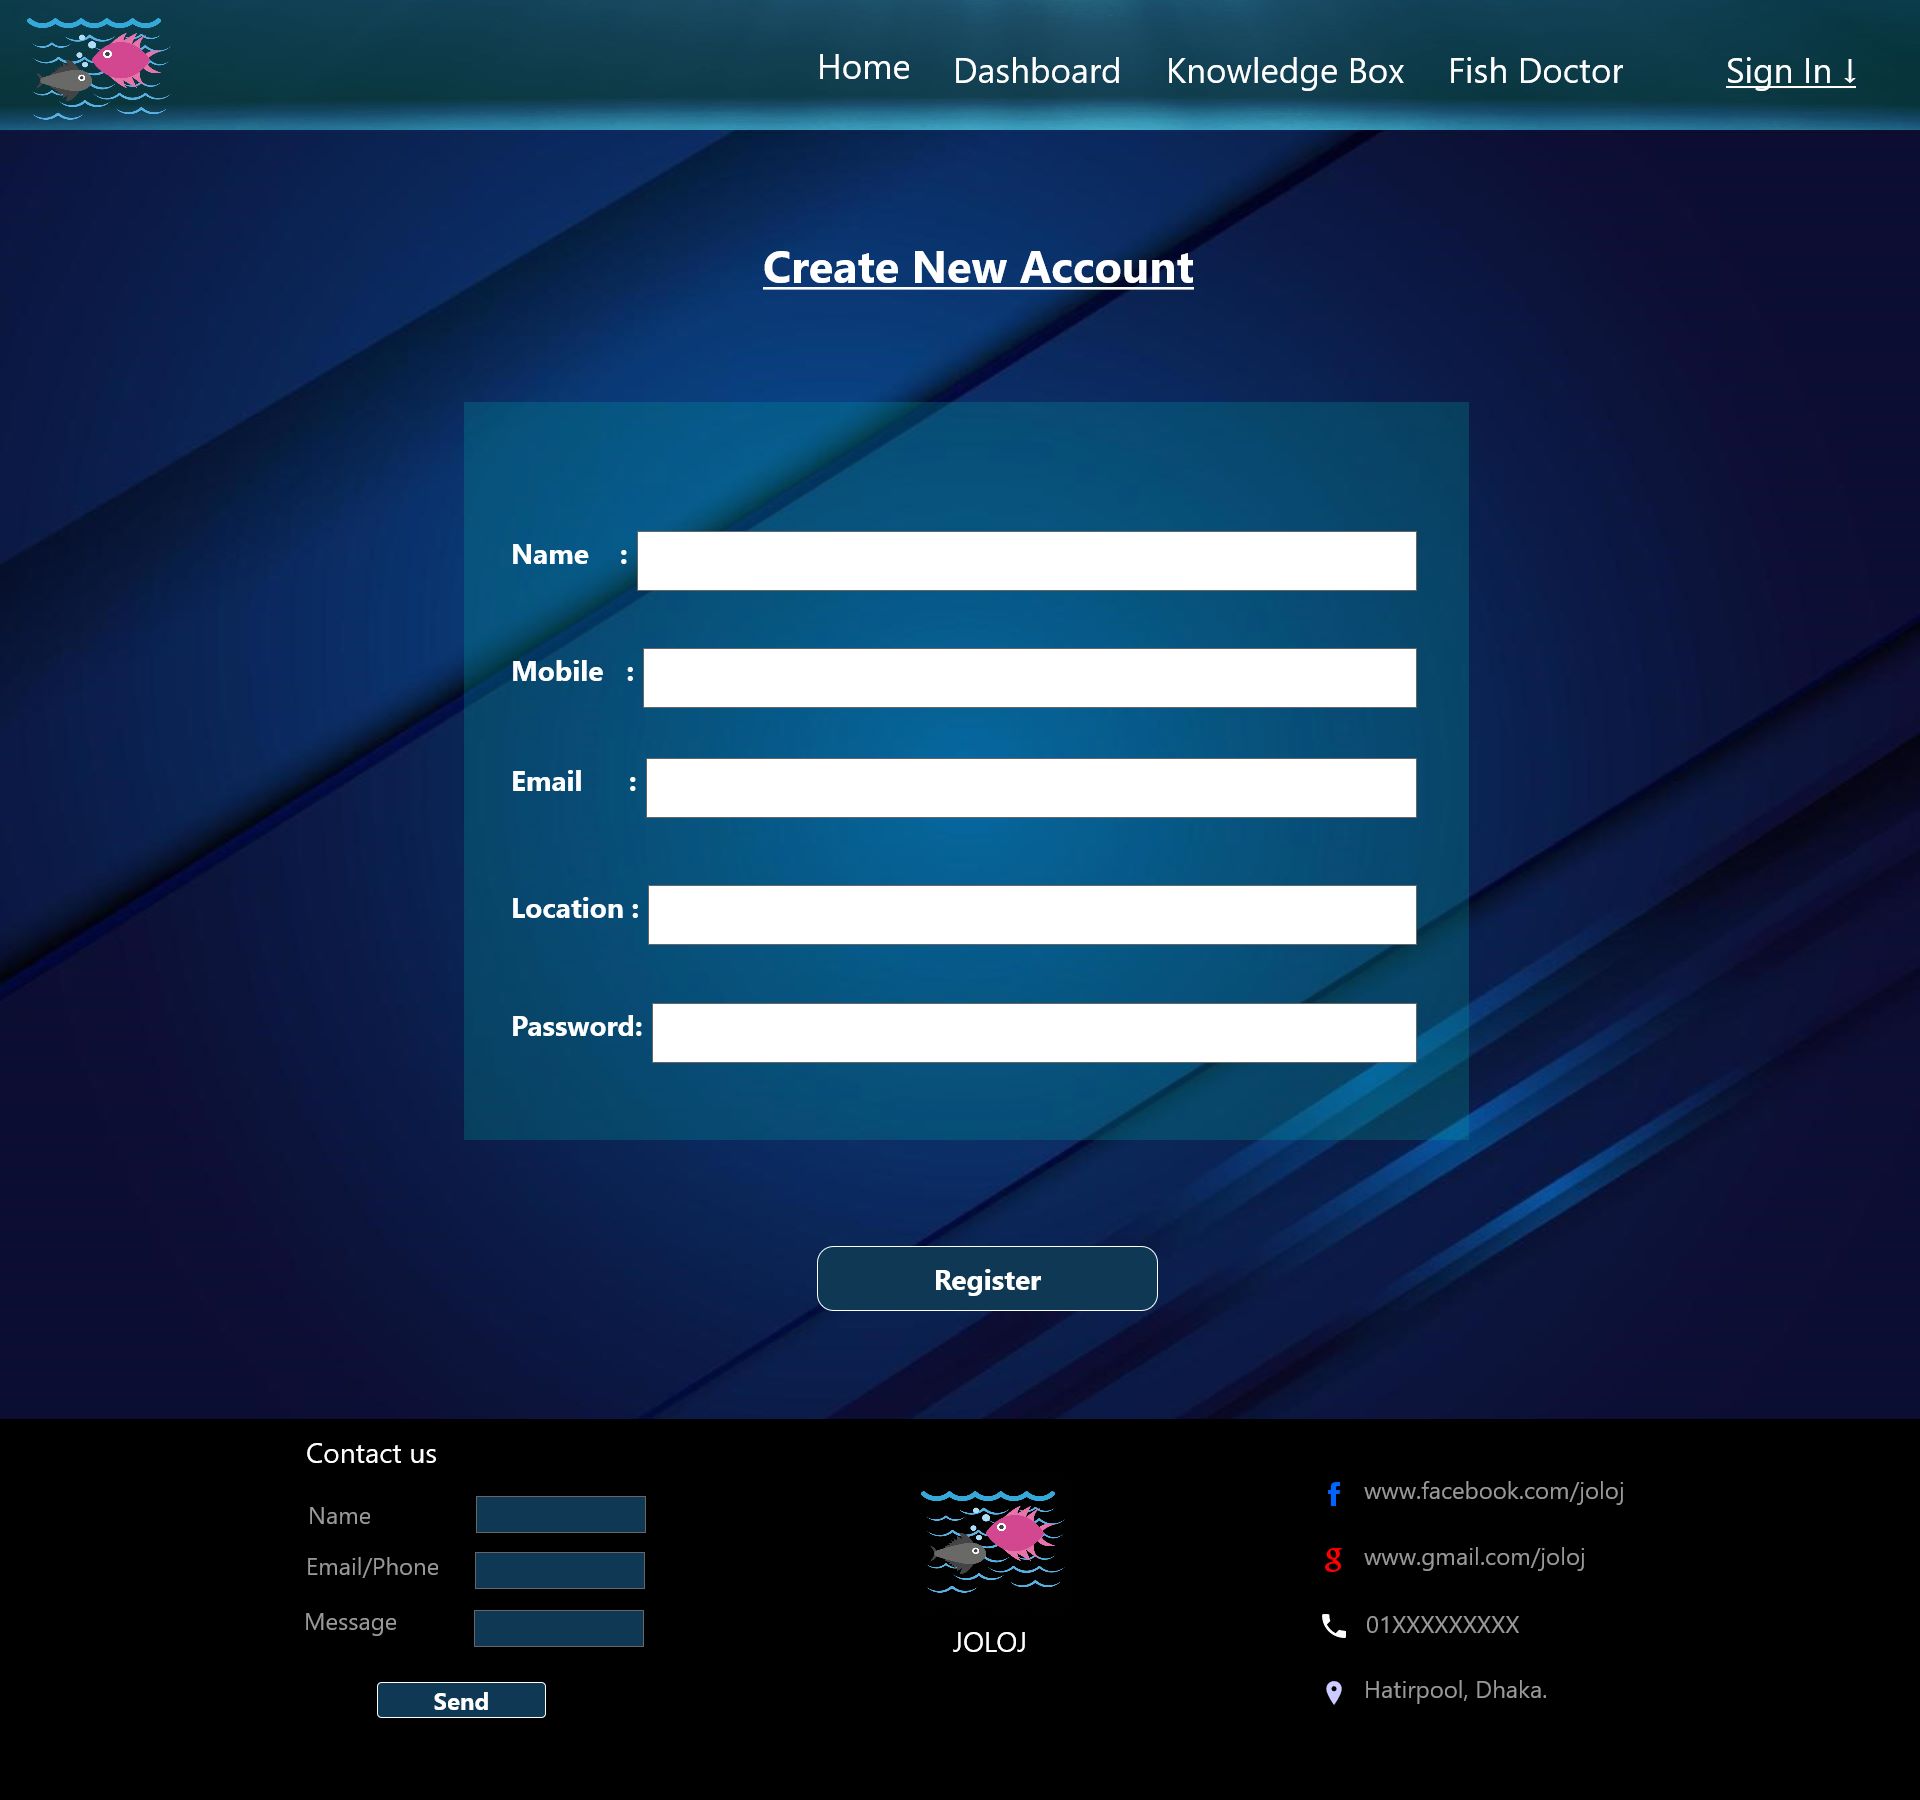 Home Dashboard Knowledge Box Fish Doctor Sign In ↓
Create New Account
Name :
Mobile :
Email :
Location :
Password:
Register
Contact us
Name
Email/Phone
Message
Send
JOLOJ
www.facebook.com/joloj
www.gmail.com/joloj
01XXXXXXXXX
Hatirpool, Dhaka.